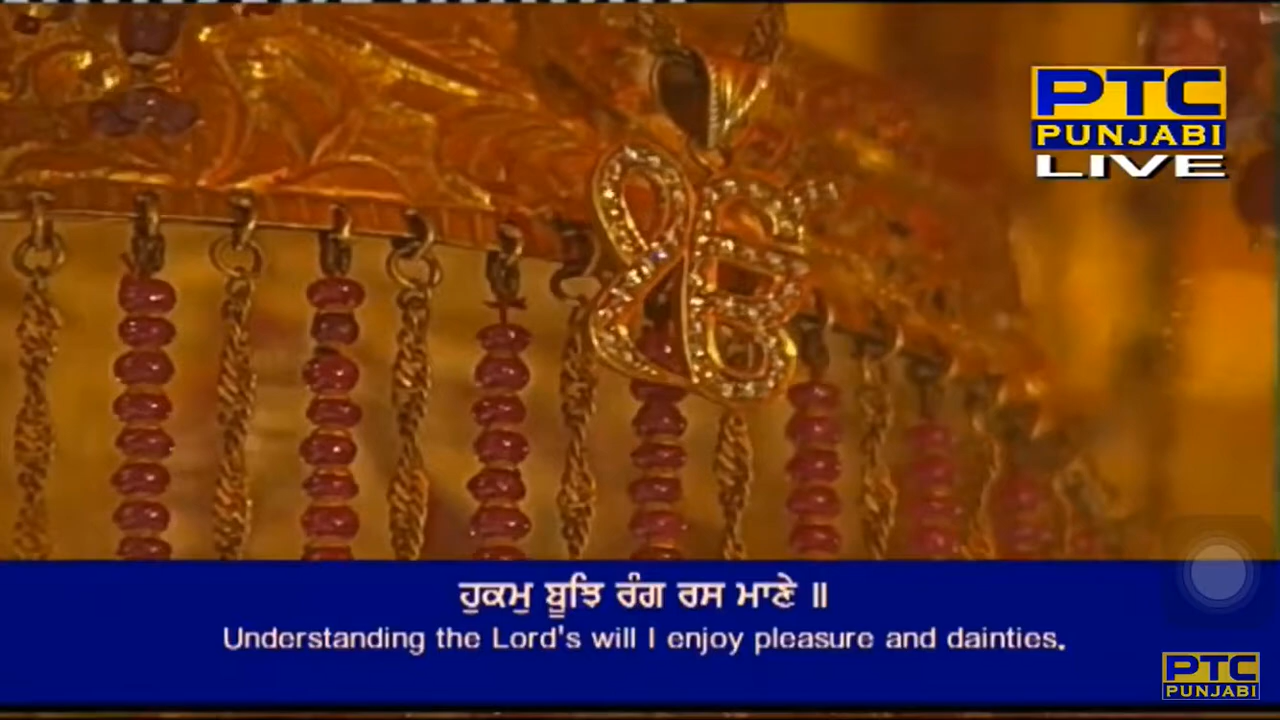 PTC
PUNJABI
LIVE
ੴ
ਹੁਕਮੁ ਬੂਝਿ ਰੰਗ ਰਸ ਮਾਣੇ ॥
Understanding the Lord's will I enjoy pleasure and dainties.
PTC
PUNJABI